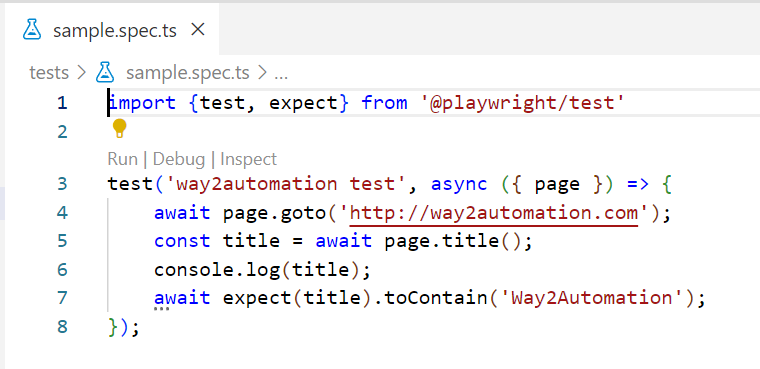 sample.spec.ts ×
tests > sample.spec.ts > ...
1 import {test, expect} from '@playwright/test'
2
Run | Debug | Inspect
3 test('way2automation test', async ({ page }) => {
4     await page.goto('http://way2automation.com');
5     const title = await page.title();
6     console.log(title);
7     await expect(title).toContain('Way2Automation');
8 });